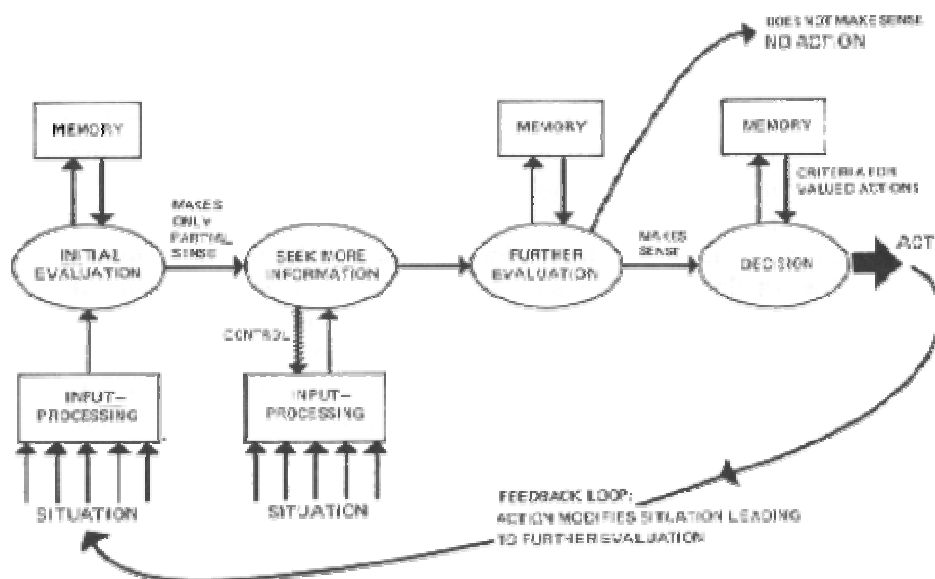 DOES NOT MAKE SENSE
NO ACTION
MEMORY
MEMORY
MEMORY
CRITERIA FOR
VALUED ACTIONS
MAKES
ONLY
PARTIAL
SENSE
INITIAL
EVALUATION
SEEK MORE
INFORMATION
FURTHER
EVALUATION
MAKES
SENSE
DECISION
ACT
CONTROL
INPUT—
PROCESSING
INPUT—
PROCESSING
SITUATION
SITUATION
FEEDBACK LOOP:
ACTION MODIFIES SITUATION LEADING
TO FURTHER EVALUATION